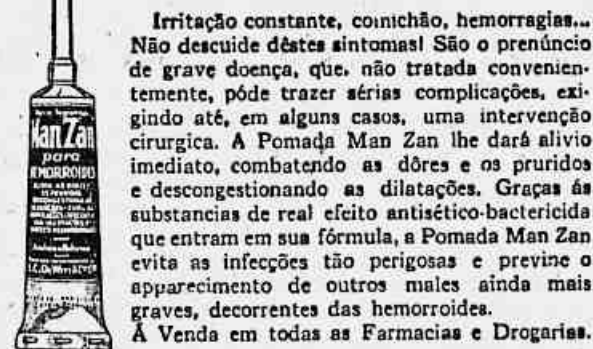 Irritação constante, comichão, hemorragias...
Não descuide dêstes sintomas! São o prenúncio
de grave doença, que, não tratada convenien-
temente, póde trazer sérias complicações, exi-
gindo até, em alguns casos, uma intervenção
cirurgica. A Pomada Man Zan lhe dará alivio
imediato, combatendo as dôres e os pruridos
e descongestionando as dilatações. Graças ás
substancias de real efeito antisético-bactericida
que entram em sua fórmula, a Pomada Man Zan
evita as infecções tão perigosas e previne o
apparecimento de outros males ainda mais
graves, decorrentes das hemorroides.
Á Venda em todas as Farmacias e Drogarias.
Man Zan
para
HEMORROIDES